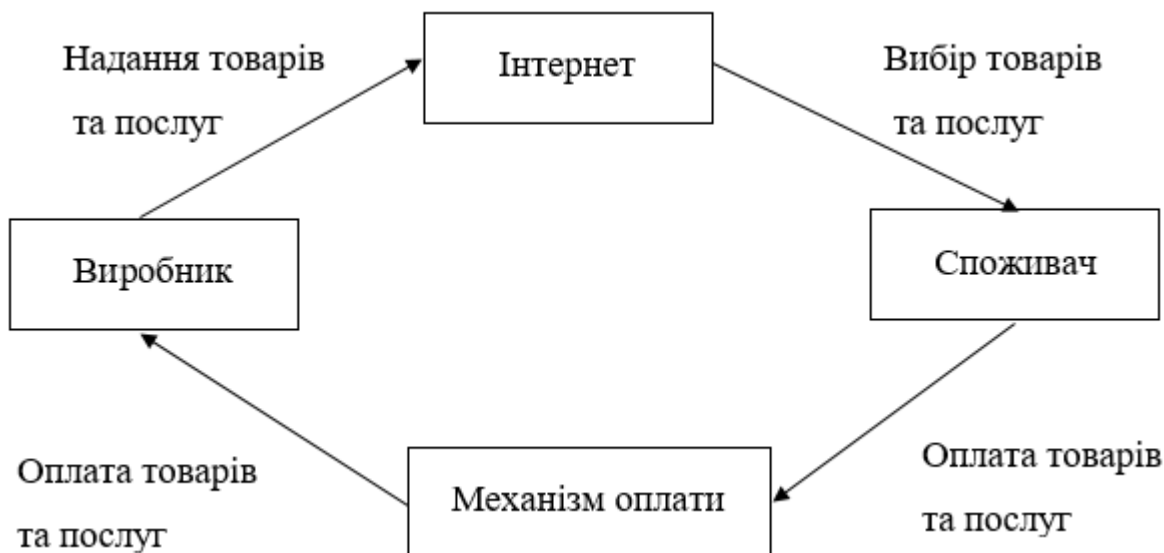 Надання товарів
та послуг
Інтернет
Вибір товарів
та послуг
Виробник
Споживач
Оплата товарів
та послуг
Механізм оплати
Оплата товарів
та послуг